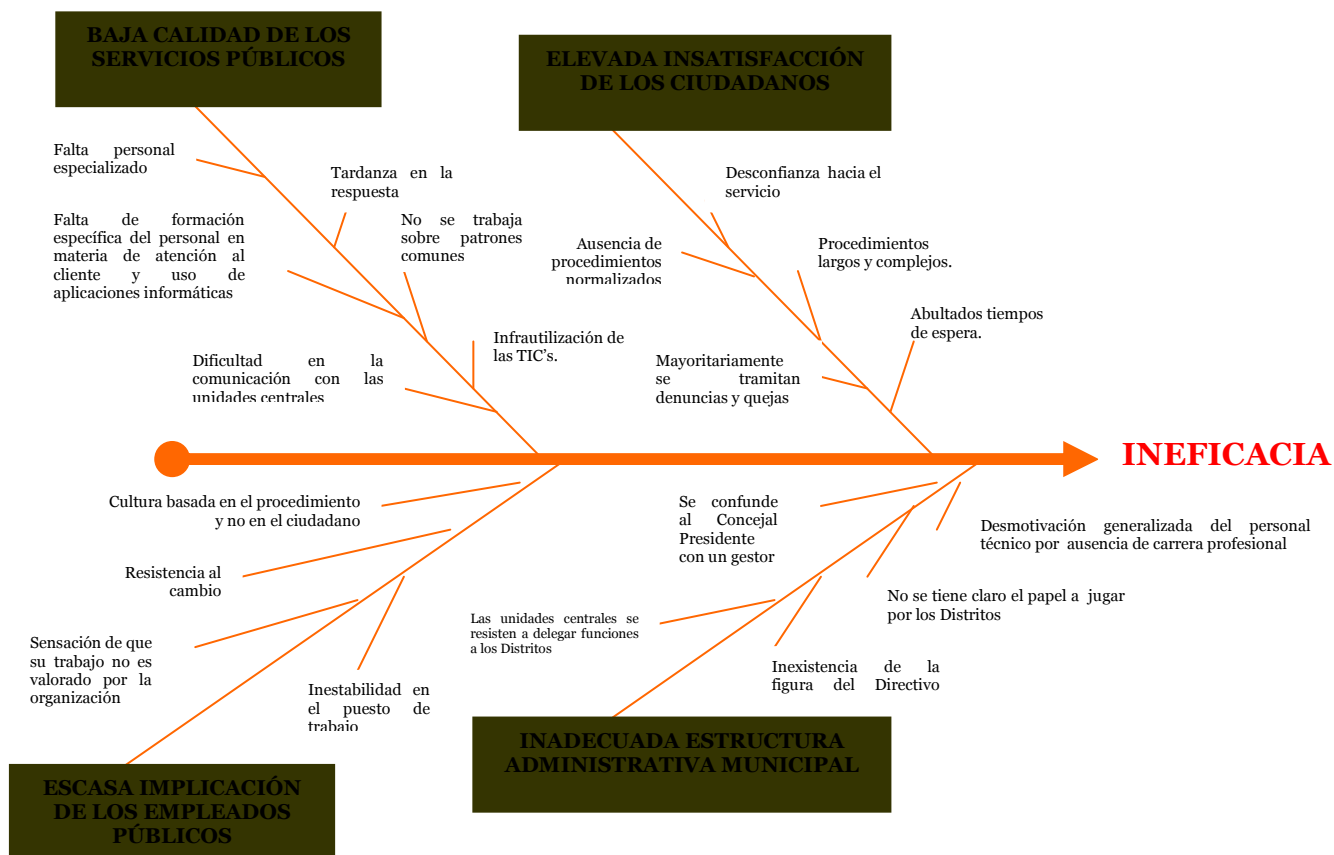 BAJA CALIDAD DE LOS
SERVICIOS PÚBLICOS
ELEVADA INSATISFACCIÓN
DE LOS CIUDADANOS
Falta personal
especializado
Tardanza en la
respuesta
Falta de formación
específica del personal en
materia de atención al
cliente y uso de
aplicaciones informáticas
No se trabaja
sobre patrones
comunes
Dificultad en la
comunicación con las
unidades centrales
Infrautilización de
las TIC's.
Desconfianza hacia el
servicio
Ausencia de
procedimientos
normalizados
Procedimientos
largos y complejos.
Mayoritariamente
se tramitan
denuncias y quejas
Abultados tiempos
de espera.
INEFICACIA
Cultura basada en el procedimiento
y no en el ciudadano
Resistencia al
cambio
Sensación de que
su trabajo no es
valorado por la
organización
Inestabilidad en
el puesto de
trabajo
Se confunde
al Concejal
Presidente
con un gestor
Desmotivación generalizada del personal
técnico por ausencia de carrera profesional
No se tiene claro el papel a jugar
por los Distritos
Las unidades centrales se
resisten a delegar funciones
a los Distritos
Inexistencia de la
figura del Directivo
ESCASA IMPLICACIÓN
DE LOS EMPLEADOS
PÚBLICOS
INADECUADA ESTRUCTURA
ADMINISTRATIVA MUNICIPAL